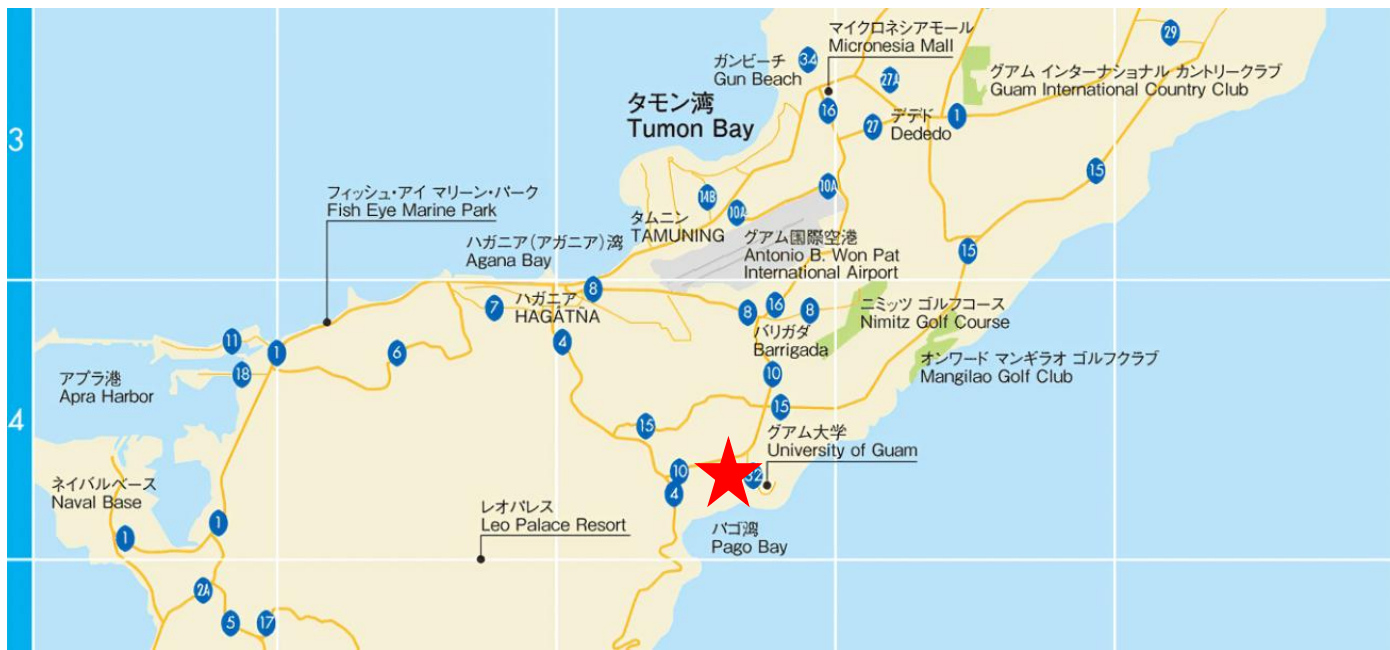 マイクロネシアモール
Micronesia Mall
29
ガンビーチ
Gun Beach
34
27A
グアム インターナショナル カントリークラブ
Guam International Country Club
タモン湾
Tumon Bay
16
27
デデド
Dededo
1
3
15
フィッシュ・アイ マリーン・パーク
Fish Eye Marine Park
14B
10A
10A
タムニン
TAMUNING
グアム国際空港
Antonio B. Won Pat
International Airport
15
ハガニア(アガニア)湾
Agana Bay
8
7
ハガニア
HAGÁTÑA
8
16
8
ニミッツ ゴルフコース
Nimitz Golf Course
バリガダ
Barrigada
11
1
6
4
オンワード マンギラオ ゴルフクラブ
Mangilao Golf Club
アプラ港
Apra Harbor
18
10
4
15
15
グアム大学
University of Guam
10
32
4
ネイバルベース
Naval Base
レオパレス
Leo Palace Resort
パゴ湾
Pago Bay
1
1
2A
5
17